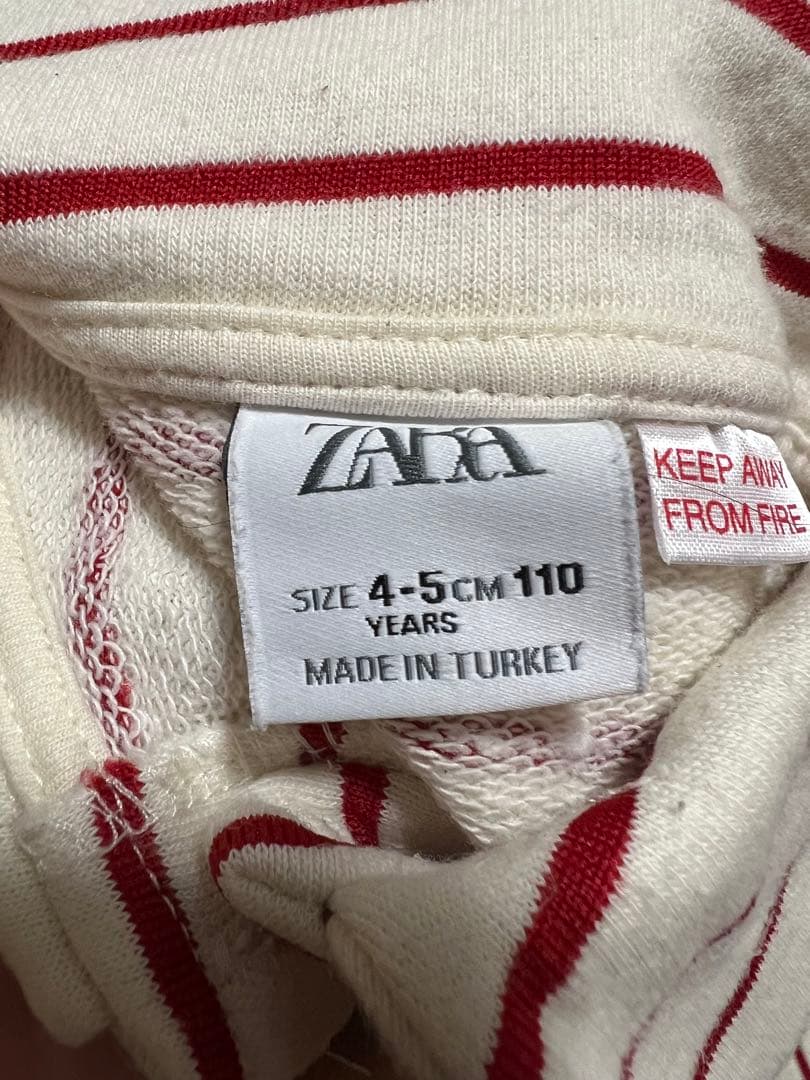 ZARA
SIZE 4-5 CM 110
YEARS
MADE IN TURKEY
KEEP AWAY
FROM FIRE